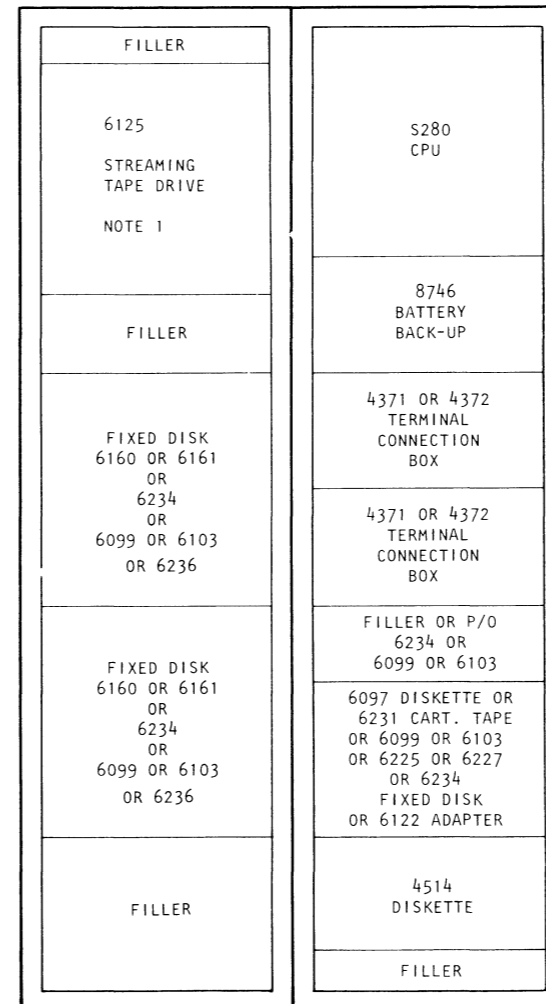 FILLER
6125
STREAMING
TAPE DRIVE
NOTE 1
FILLER
FIXED DISK
6160 OR 6161
OR
6234
OR
6099 OR 6103
OR 6236
FIXED DISK
6160 OR 6161
OR
6234
OR
6099 OR 6103
OR 6236
FILLER
S280
CPU
8746
BATTERY
BACK-UP
4371 OR 4372
TERMINAL
CONNECTION
BOX
4371 OR 4372
TERMINAL
CONNECTION
BOX
FILLER OR P/O
6234 OR
6099 OR 6103
6097 DISKETTE OR
6231 CART. TAPE
OR 6099 OR 6103
OR 6225 OR 6227
OR 6234
FIXED DISK
OR 6122 ADAPTER
4514
DISKETTE
FILLER